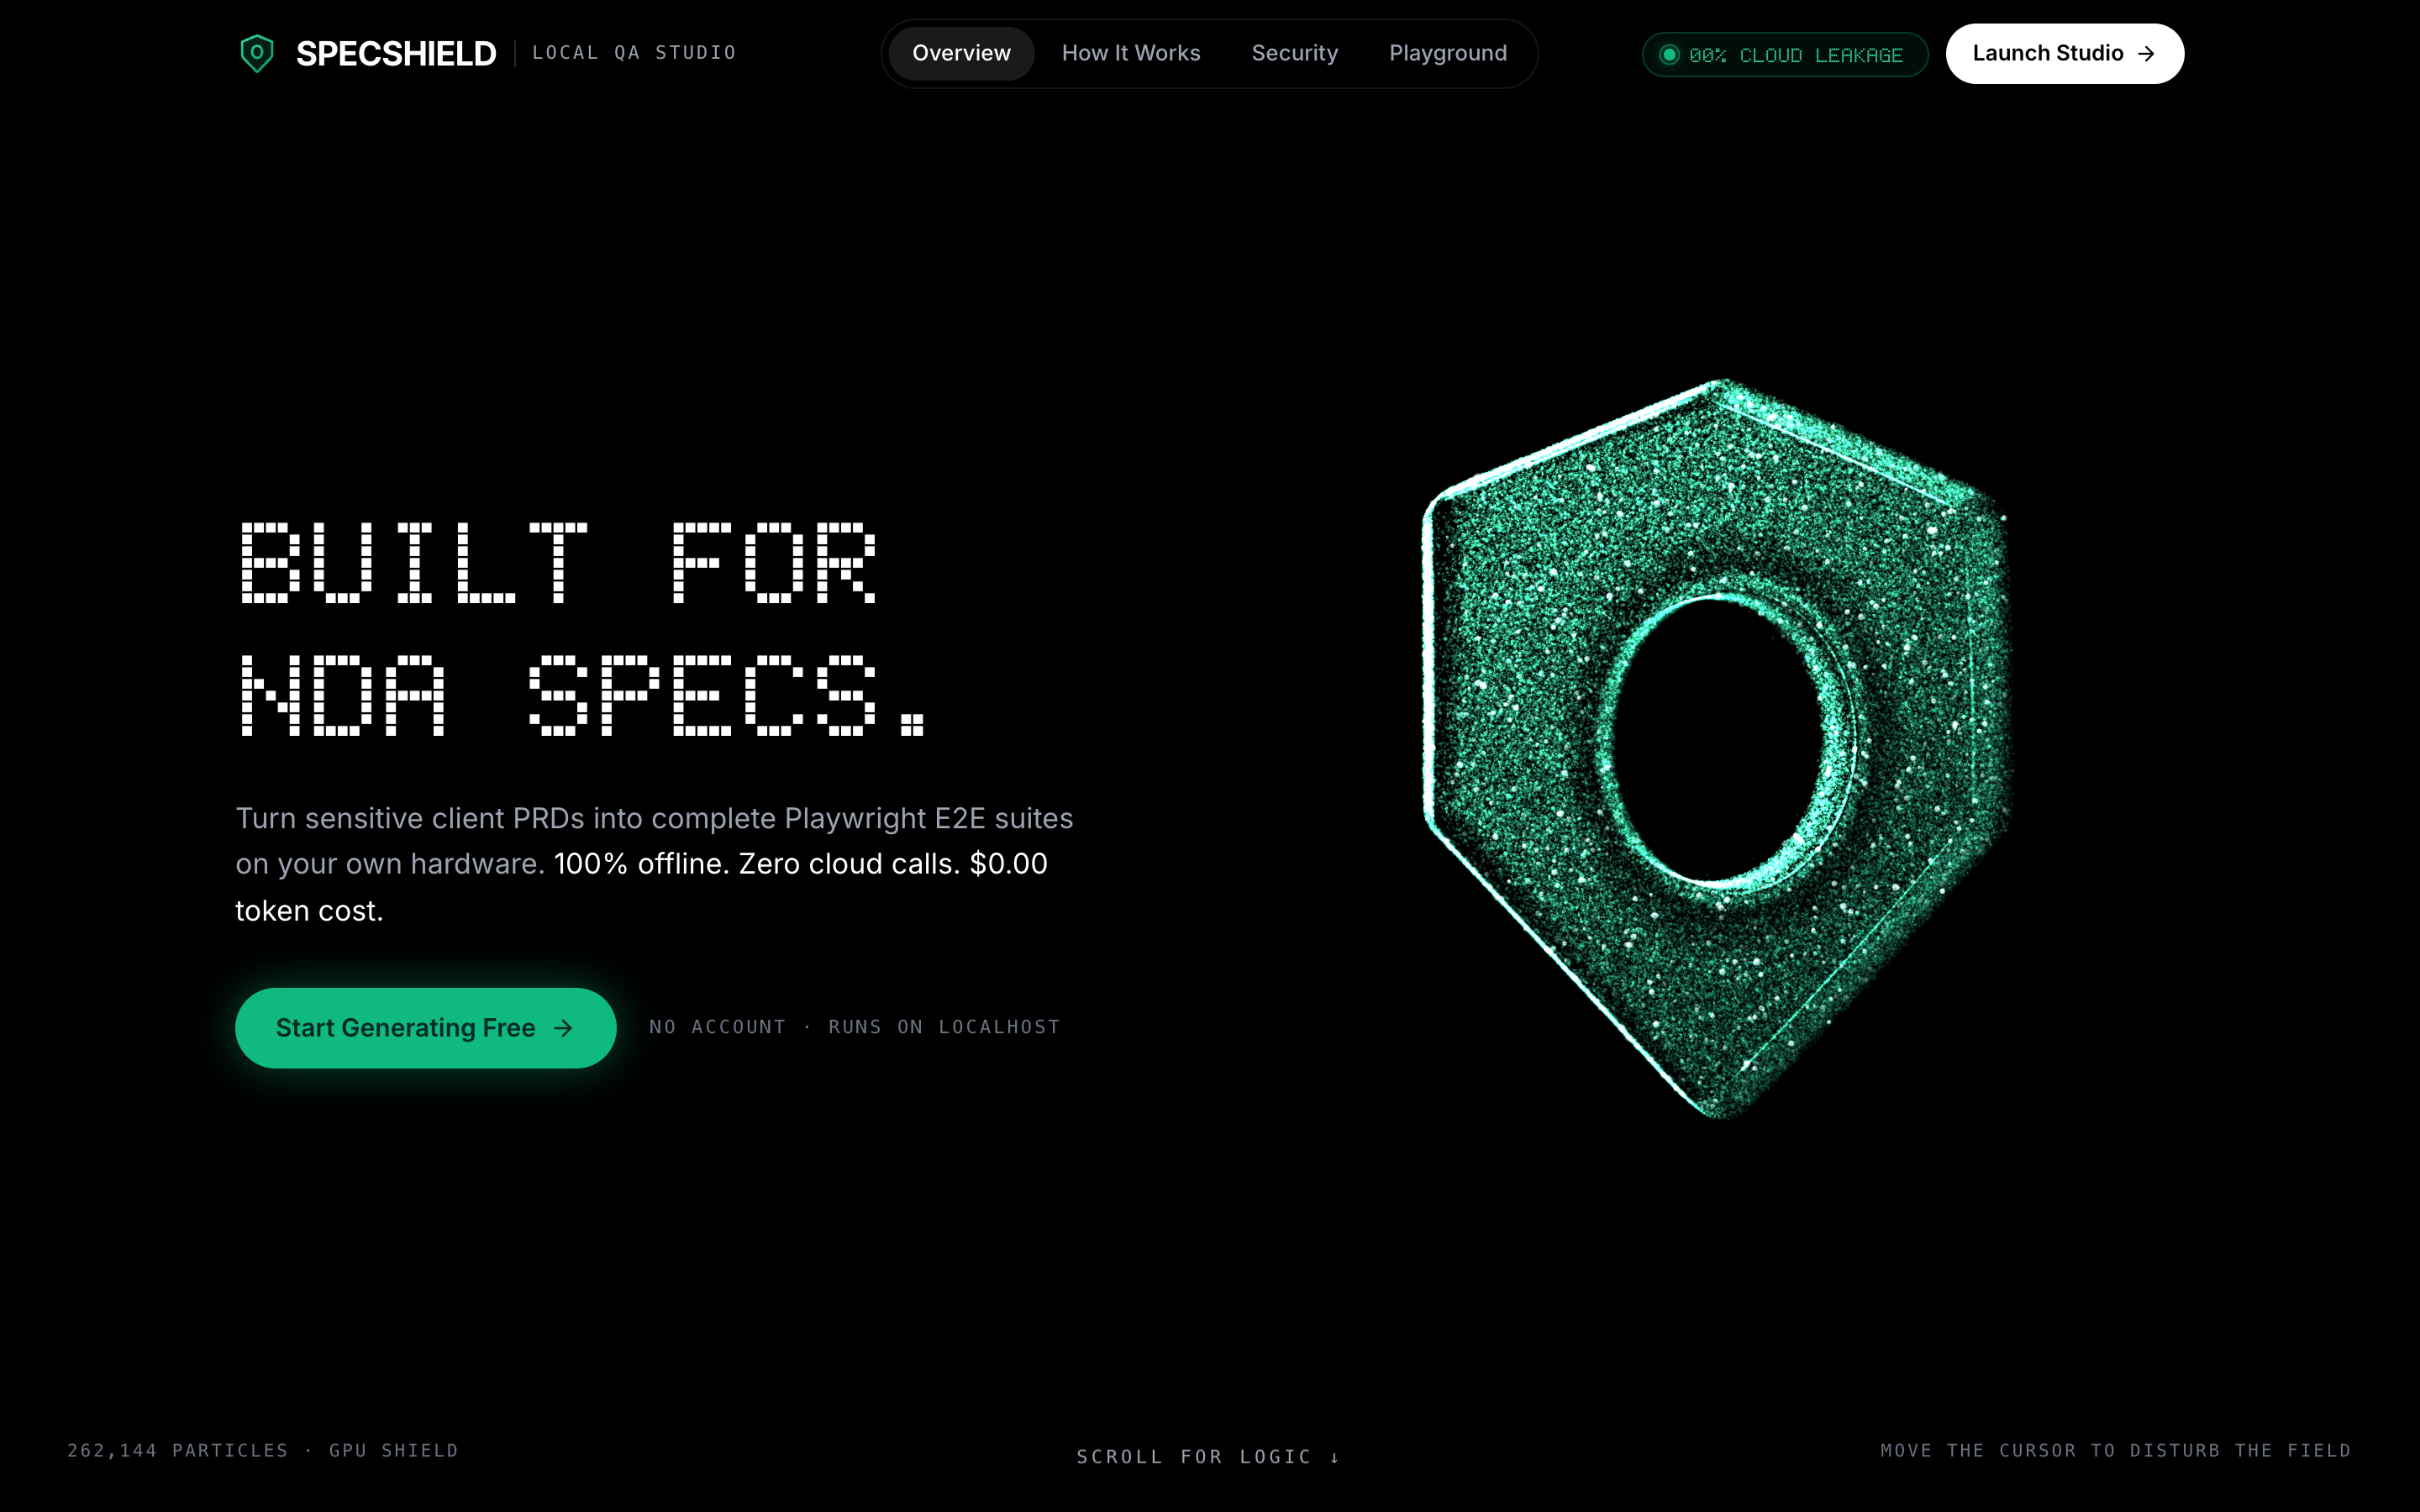 SPECSHIELD
LOCAL QA STUDIO
Overview
How It Works
Security
Playground
00% CLOUD LEAKAGE
Launch Studio →
BUILT FOR
NDA SPECS.
Turn sensitive client PRDs into complete Playwright E2E suites
on your own hardware. 100% offline. Zero cloud calls. $0.00
token cost.
Start Generating Free →
NO ACCOUNT · RUNS ON LOCALHOST
262,144 PARTICLES · GPU SHIELD
SCROLL FOR LOGIC ↓
MOVE THE CURSOR TO DISTURB THE FIELD